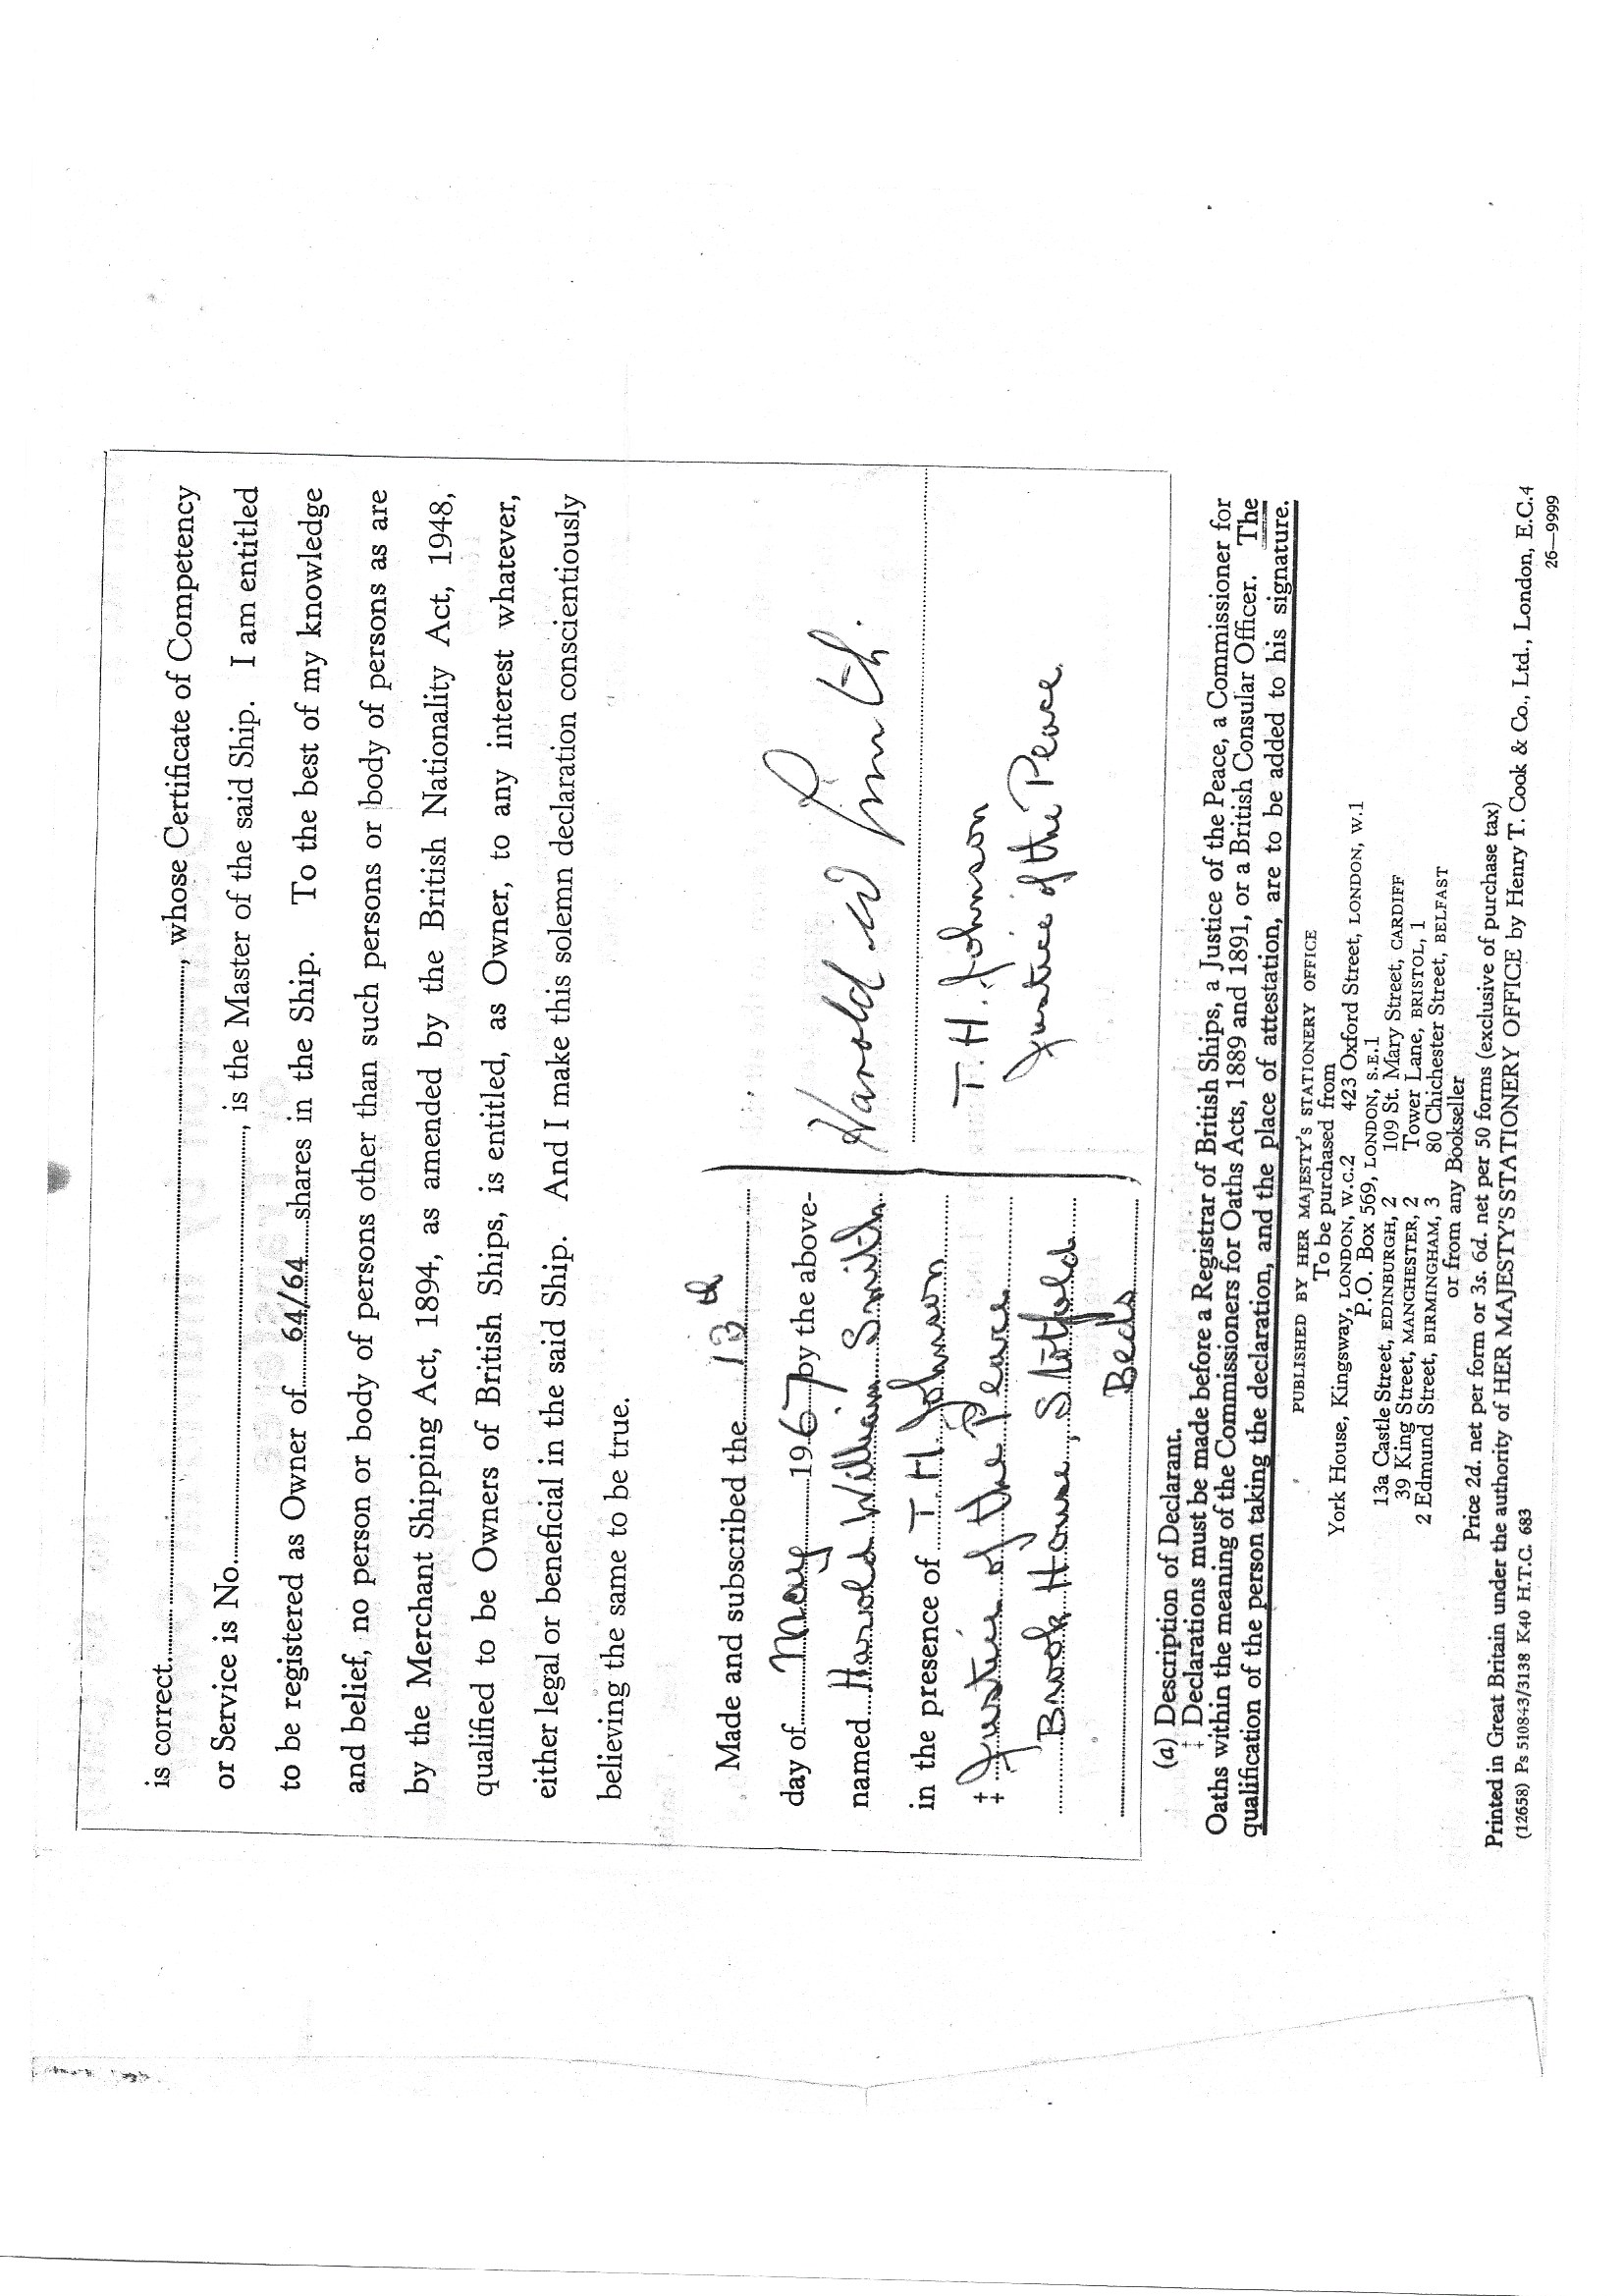 is correct........................, whose Certificate of Competency
or Service is No........................, is the Master of the said Ship. I am entitled
to be registered as Owner of 64/64 shares in the Ship. To the best of my knowledge
and belief, no person or body of persons other than such persons or body of persons as are
by the Merchant Shipping Act, 1894, as amended by the British Nationality Act, 1948,
qualified to be Owners of British Ships, is entitled, as Owner, to any interest whatever,
either legal or beneficial in the said Ship. And I make this solemn declaration conscientiously
believing the same to be true.
Made and subscribed the 13th
day of May 1967 by the above-
named Harold William Smith
in the presence of T. H. Johnson
‡ Justice of the Peace
Brook House, Stotfold
Beds
Harold W Smith.
T. H. Johnson
Justice of the Peace.
(a) Description of Declarant.
‡ Declarations must be made before a Registrar of British Ships, a Justice of the Peace, a Commissioner for
Oaths within the meaning of the Commissioners for Oaths Acts, 1889 and 1891, or a British Consular Officer. The
qualification of the person taking the declaration, and the place of attestation, are to be added to his signature.
PUBLISHED BY HER MAJESTY'S STATIONERY OFFICE
To be purchased from
York House, Kingsway, LONDON, W.C.2 423 Oxford Street, LONDON, W.1
P.O. Box 569, LONDON, S.E.1
13a Castle Street, EDINBURGH, 2 109 St. Mary Street, CARDIFF
39 King Street, MANCHESTER, 2 Tower Lane, BRISTOL, 1
2 Edmund Street, BIRMINGHAM, 3 80 Chichester Street, BELFAST
or from any Bookseller
Price 2d. net per form or 3s. 6d. net per 50 forms (exclusive of purchase tax)
Printed in Great Britain under the authority of HER MAJESTY'S STATIONERY OFFICE by Henry T. Cook & Co., Ltd., London, E.C.4
(12658) Ps 510843/3138 K40 H.T.C. 683 26—9999